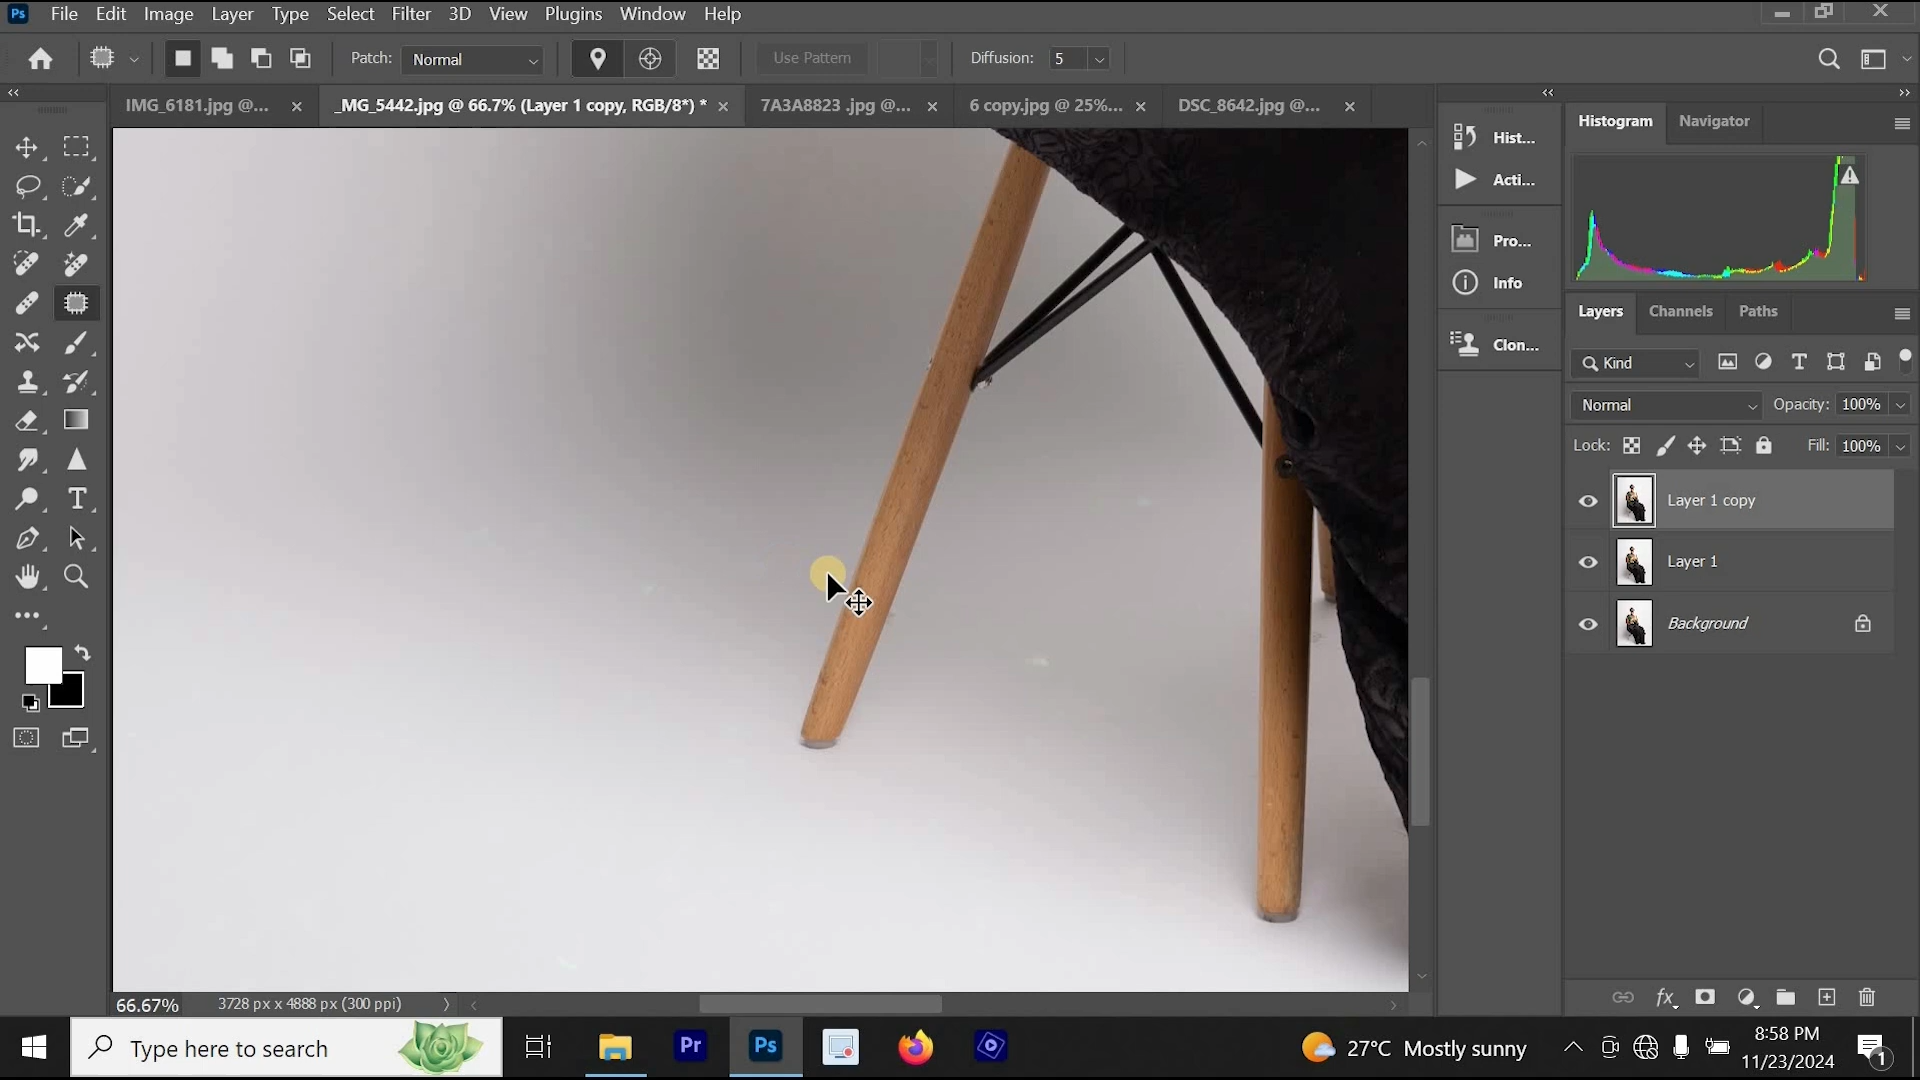 Ps File Edit Image Layer Type Select Filter 3D View Plugins Window Help
Patch: Normal Use Pattern Diffusion: 5
IMG_6181.jpg @... × _MG_5442.jpg @ 66.7% (Layer 1 copy, RGB/8*) * × 7A3A8823 .jpg @... × 6 copy.jpg @ 25%... × DSC_8642.jpg @... ×
Hist...
Acti...
Pro...
Info
Clon...
Histogram Navigator
Layers Channels Paths
Kind
Normal Opacity: 100%
Lock: Fill: 100%
Layer 1 copy
Layer 1
Background
fx
66.67% 3728 px x 4888 px (300 ppi)
Type here to search
Pr Ps
27°C Mostly sunny
8:58 PM
11/23/2024
1